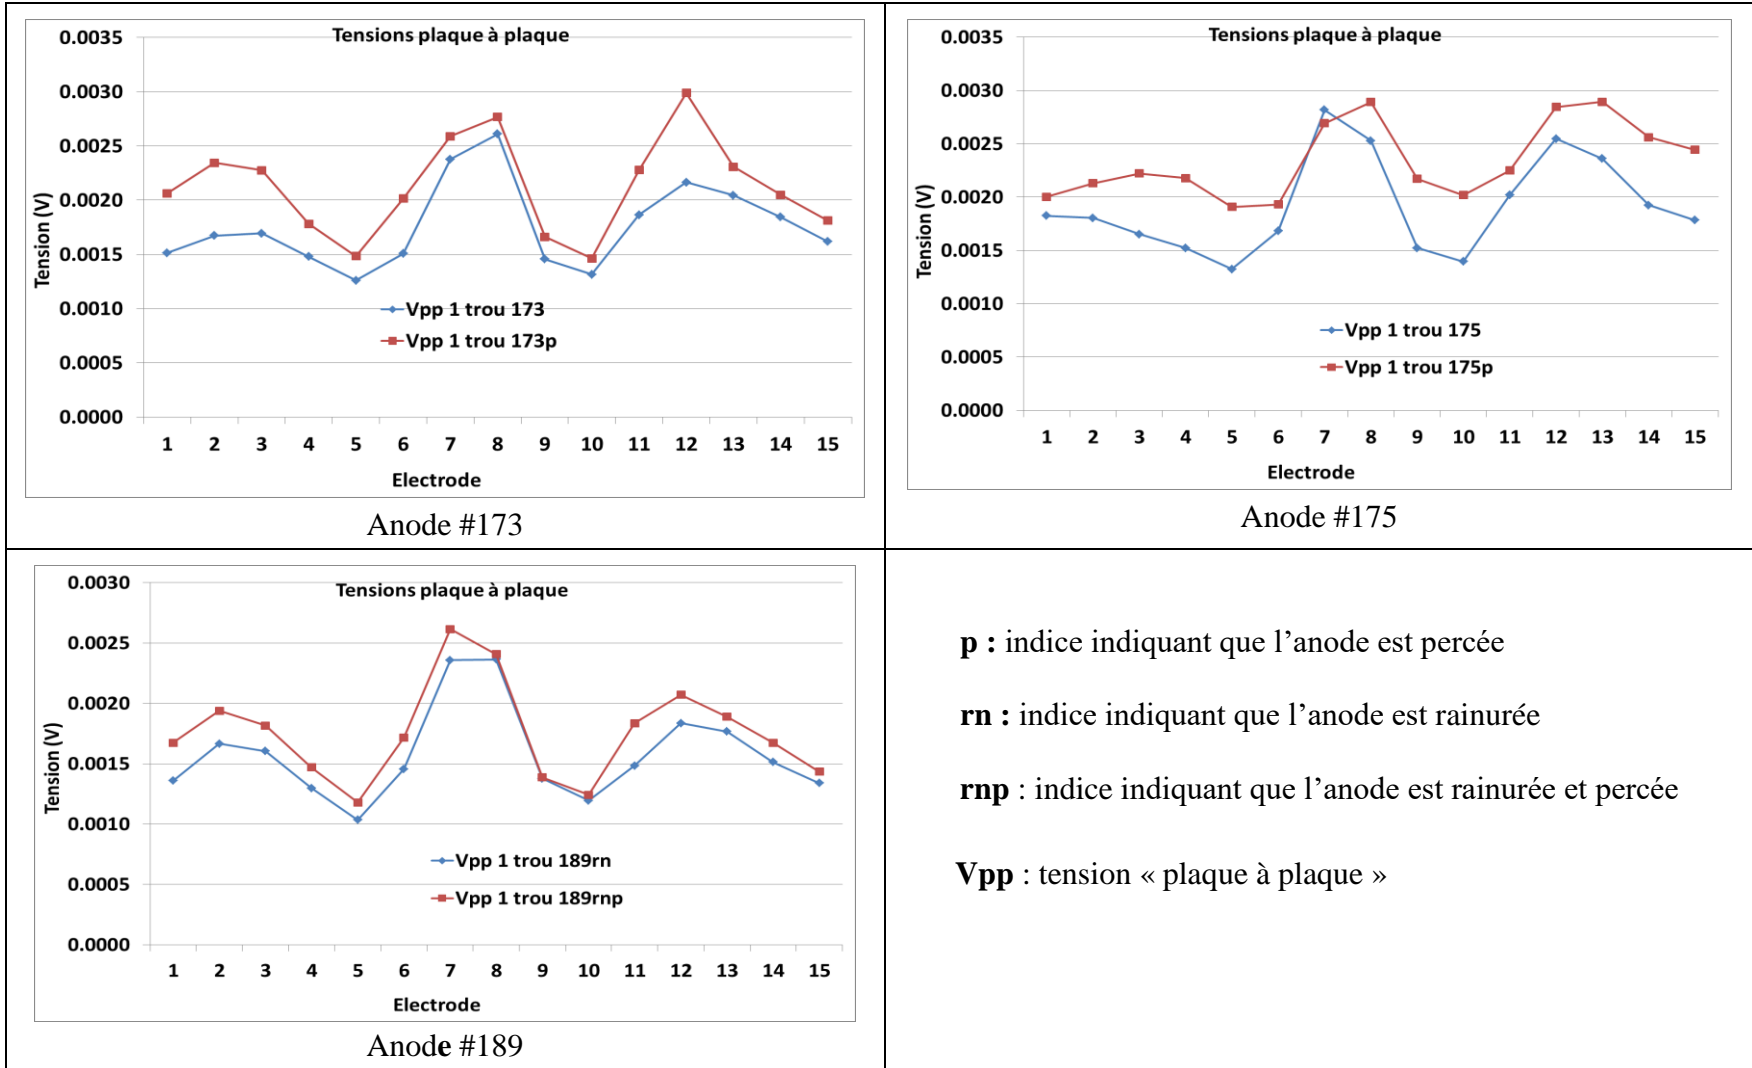 Tensions plaque à plaque
0.0035
0.0030
0.0025
0.0020
0.0015
0.0010
0.0005
0.0000
Tension (V)
Vpp 1 trou 173
Vpp 1 trou 173p
1 2 3 4 5 6 7 8 9 10 11 12 13 14 15
Electrode
Anode #173
Tensions plaque à plaque
0.0035
0.0030
0.0025
0.0020
0.0015
0.0010
0.0005
0.0000
Tension (V)
Vpp 1 trou 175
Vpp 1 trou 175p
1 2 3 4 5 6 7 8 9 10 11 12 13 14 15
Electrode
Anode #175
Tensions plaque à plaque
0.0030
0.0025
0.0020
0.0015
0.0010
0.0005
0.0000
Tension (V)
Vpp 1 trou 189rn
Vpp 1 trou 189rnp
1 2 3 4 5 6 7 8 9 10 11 12 13 14 15
Electrode
Anode #189
p : indice indiquant que l’anode est percée
rn : indice indiquant que l’anode est rainurée
rnp : indice indiquant que l’anode est rainurée et percée
Vpp : tension « plaque à plaque »